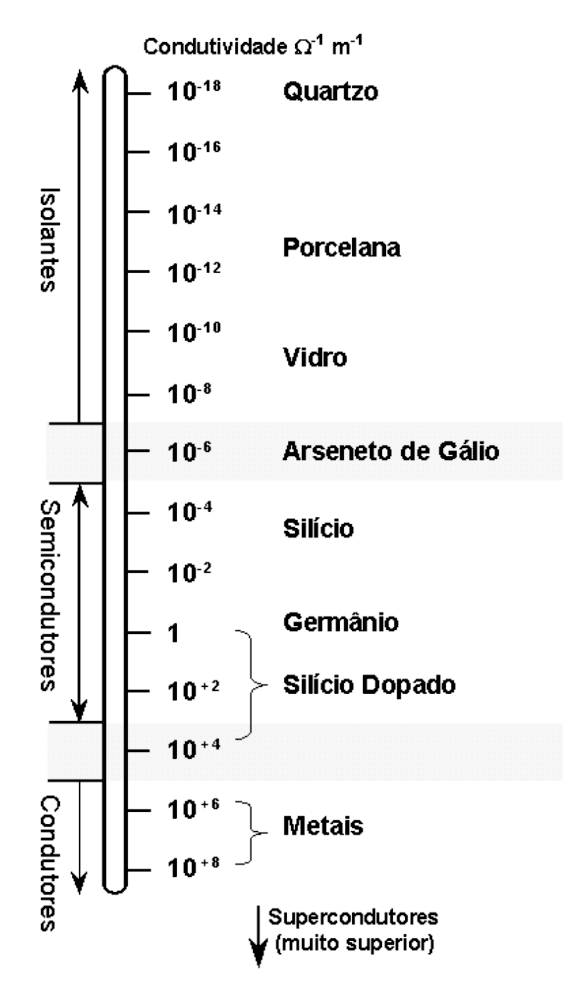 Condutividade Ω⁻¹ m⁻¹
10⁻¹⁸ Quartzo
10⁻¹⁶
Isolantes
10⁻¹⁴
Porcelana
10⁻¹²
10⁻¹⁰
Vidro
10⁻⁸
10⁻⁶ Arseneto de Gálio
Semicondutores
10⁻⁴
Silício
10⁻²
1 Germânio
10⁺² Silício Dopado
10⁺⁴
Condutores
10⁺⁶
Metais
10⁺⁸
Supercondutores
(muito superior)